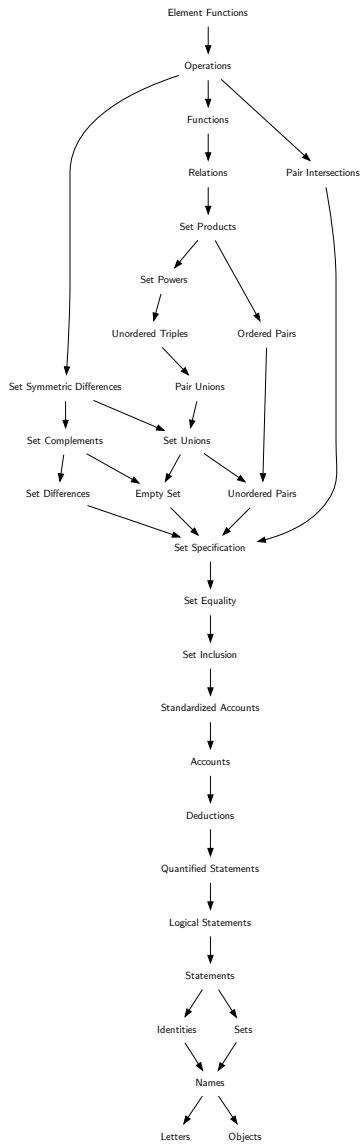 Element Functions
Operations
Functions
Relations
Pair Intersections
Set Products
Set Powers
Unordered Triples
Ordered Pairs
Set Symmetric Differences
Pair Unions
Set Complements
Set Unions
Set Differences
Empty Set
Unordered Pairs
Set Specification
Set Equality
Set Inclusion
Standardized Accounts
Accounts
Deductions
Quantified Statements
Logical Statements
Statements
Identities
Sets
Names
Letters
Objects